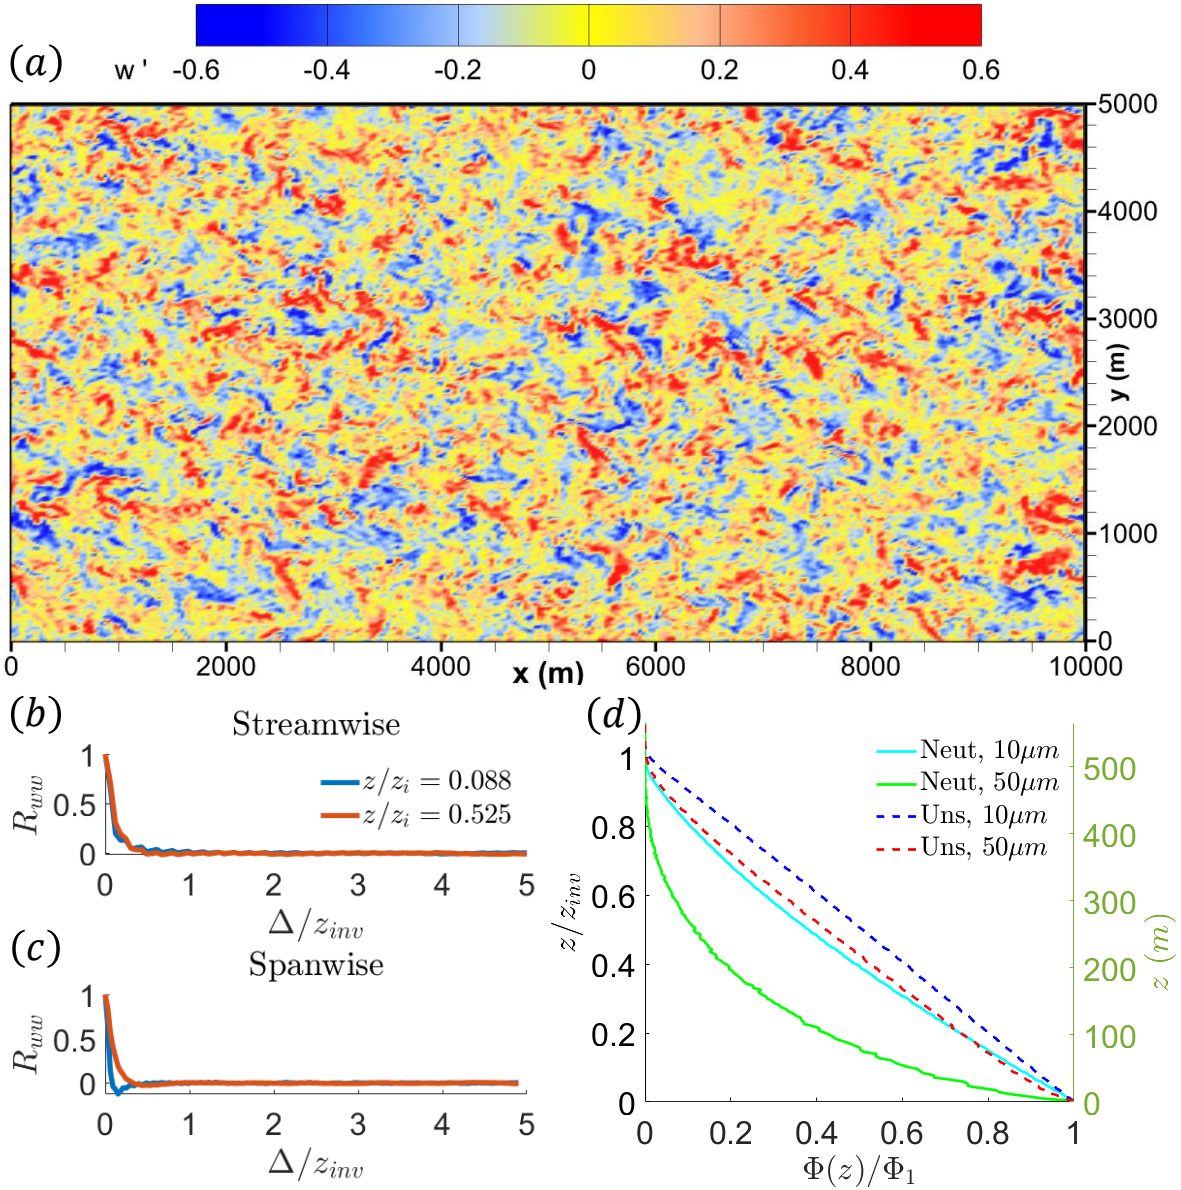 (a)
w' -0.6 -0.4 -0.2 0 0.2 0.4 0.6
5000
4000
3000
2000
1000
0
y (m)
0 2000 4000 6000 8000 10000
x (m)
(b)
Streamwise
1
0.5
0
R_ww
z/z_i = 0.088
z/z_i = 0.525
0 1 2 3 4 5
Δ/z_inv
(c)
Spanwise
1
0.5
0
R_ww
0 1 2 3 4 5
Δ/z_inv
(d)
1
0.8
0.6
0.4
0.2
0
z/z_inv
Neut, 10μm
Neut, 50μm
Uns, 10μm
Uns, 50μm
500
400
300
200
100
0
z (m)
0 0.2 0.4 0.6 0.8 1
Φ(z)/Φ_1